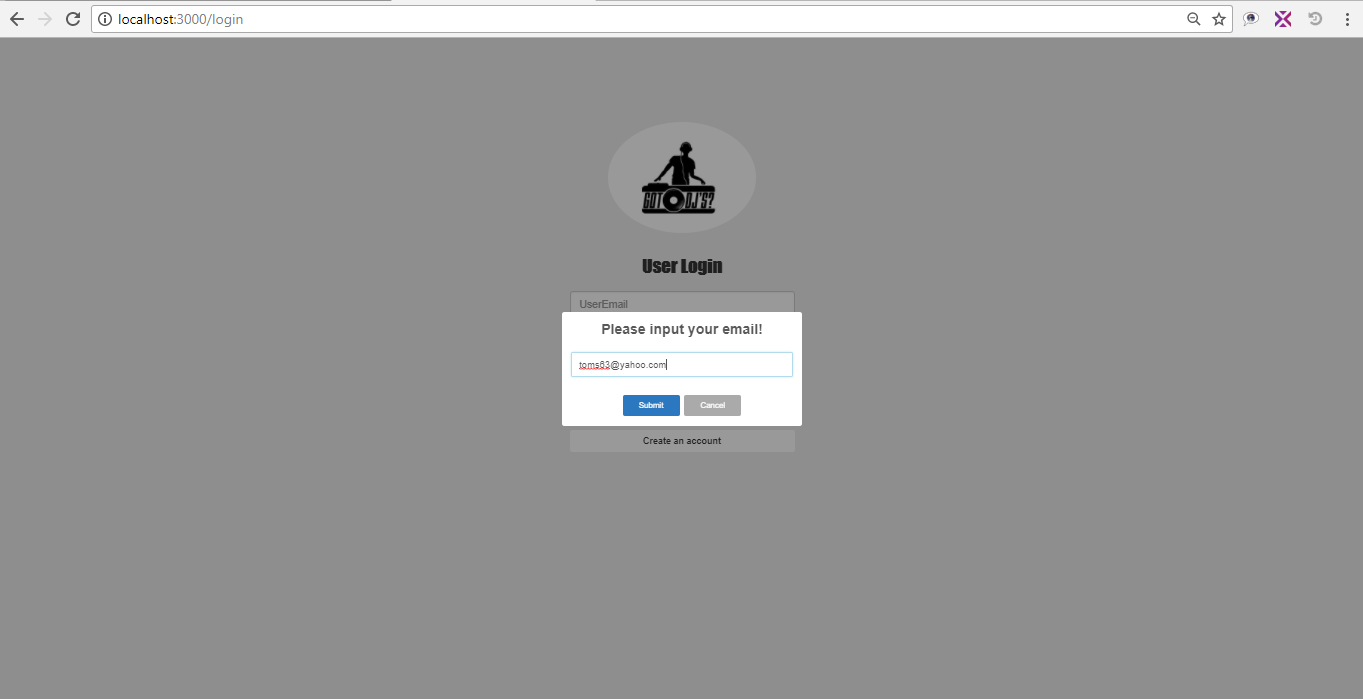 localhost:3000/login
GOT DJ'S?
User Login
UserEmail
Please input your email!
toms63@yahoo.com
Submit Cancel
Create an account